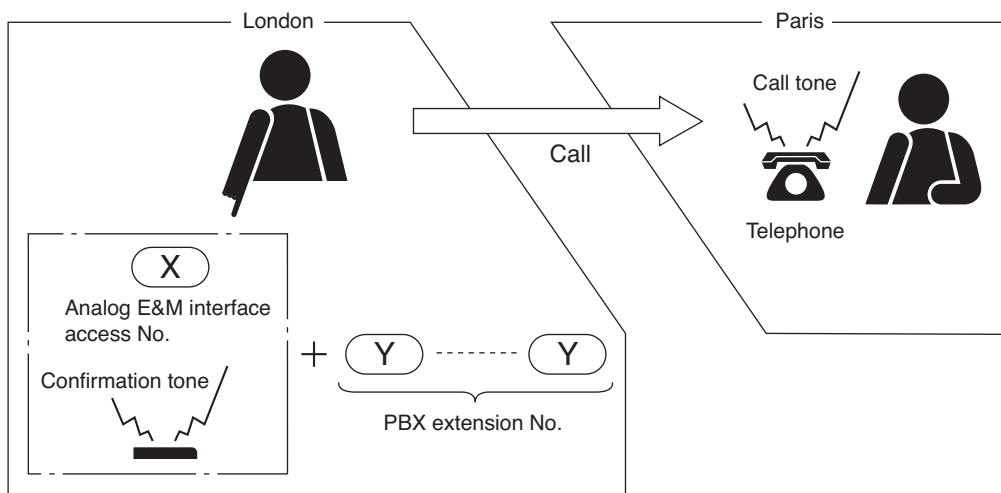 London
Paris
Call tone
Call
Telephone
X
Analog E&M interface
access No.
+
Y
Y
Confirmation tone
PBX extension No.